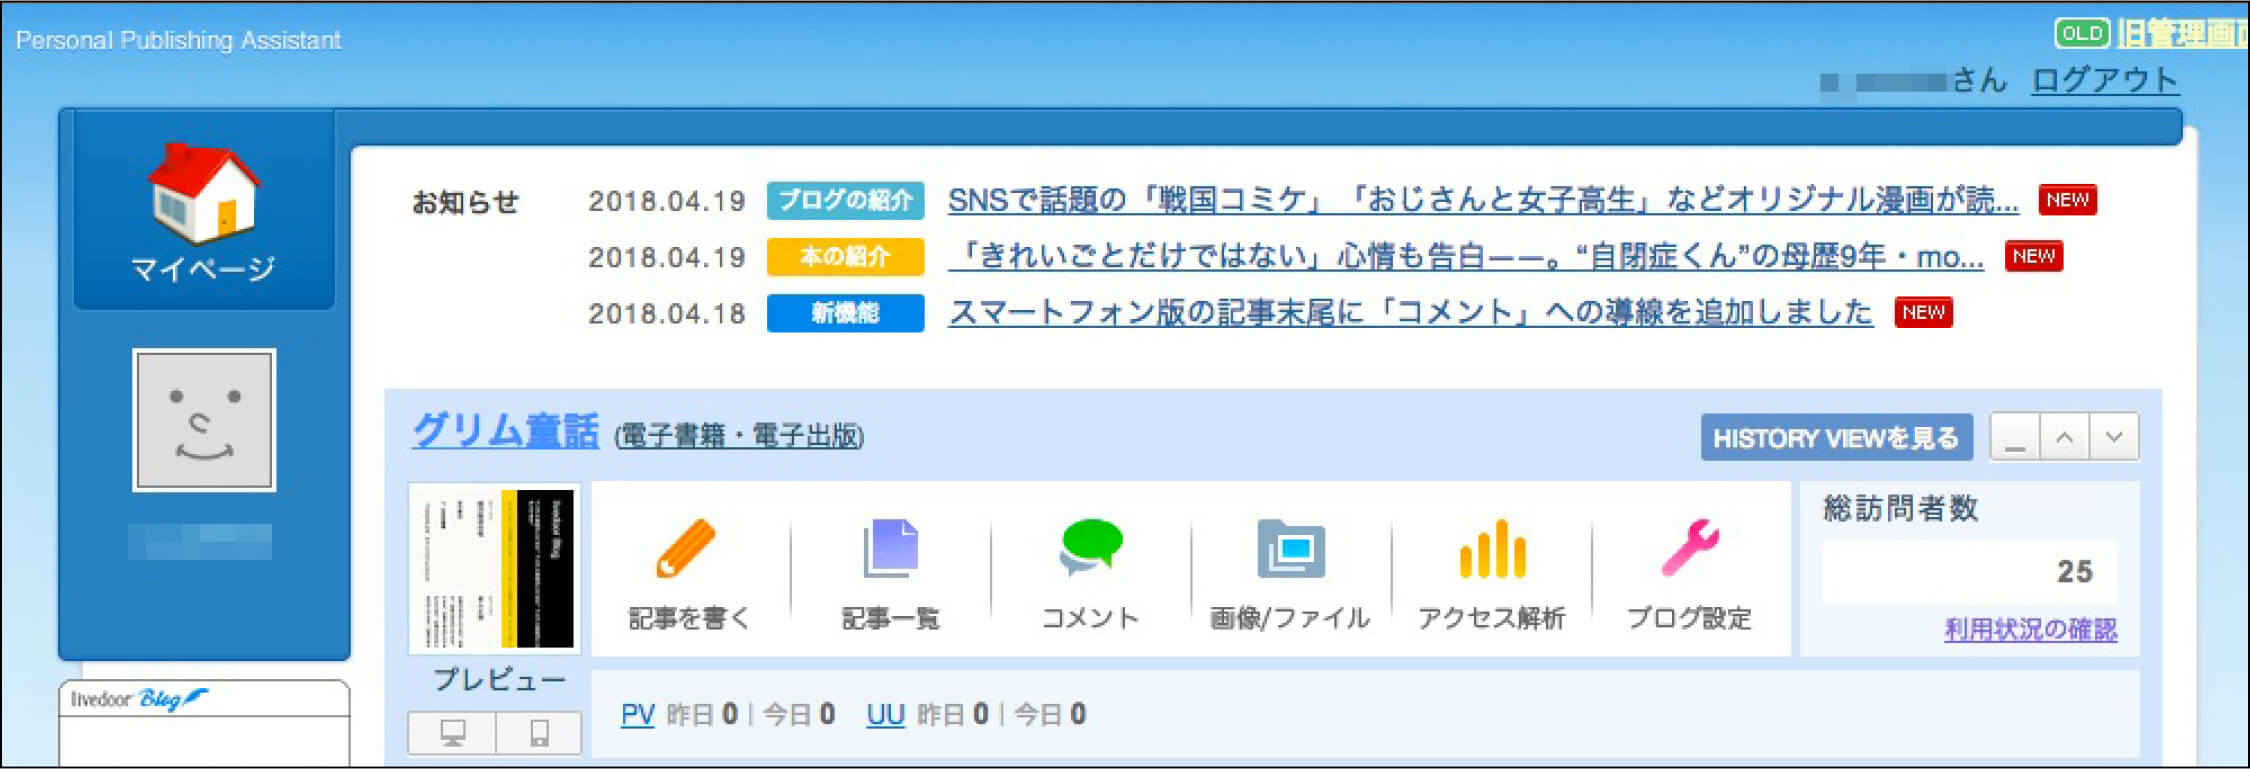 Personal Publishing Assistant
OLD 旧管理画面
さん ログアウト
マイページ
お知らせ 2018.04.19 ブログの紹介 SNSで話題の「戦国コミケ」「おじさんと女子高生」などオリジナル漫画が読... NEW
2018.04.19 本の紹介 「きれいごとだけではない」心情も告白——。“自閉症くん”の母歴9年・mo... NEW
2018.04.18 新機能 スマートフォン版の記事末尾に「コメント」への導線を追加しました NEW
グリム童話 (電子書籍・電子出版) HISTORY VIEWを見る
livedoor Blog
記事を書く 記事一覧 コメント 画像/ファイル アクセス解析 ブログ設定
総訪問者数
25
利用状況の確認
プレビュー
livedoor Blog
PV 昨日 0 | 今日 0 UU 昨日 0 | 今日 0